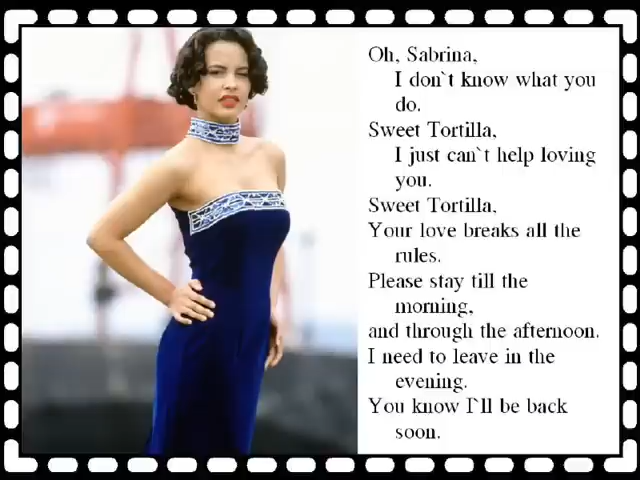 Oh, Sabrina,
I don`t know what you
do.
Sweet Tortilla,
I just can`t help loving
you.
Sweet Tortilla,
Your love breaks all the
rules.
Please stay till the
morning,
and through the afternoon.
I need to leave in the
evening.
You know I`ll be back
soon.